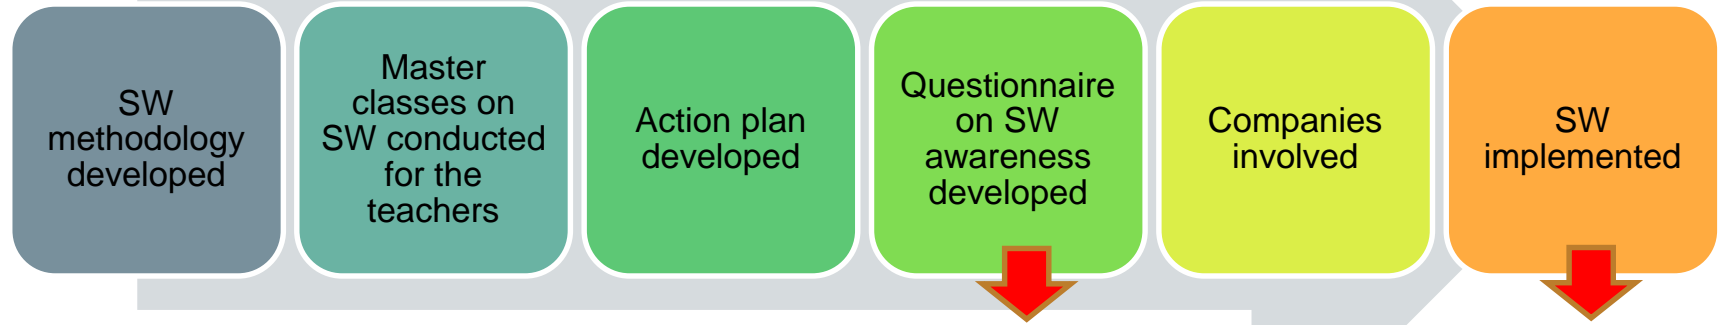 SW
methodology
developed
Master
classes on
SW conducted
for the
teachers
Action plan
developed
Questionnaire
on SW
awareness
developed
Companies
involved
SW
implemented